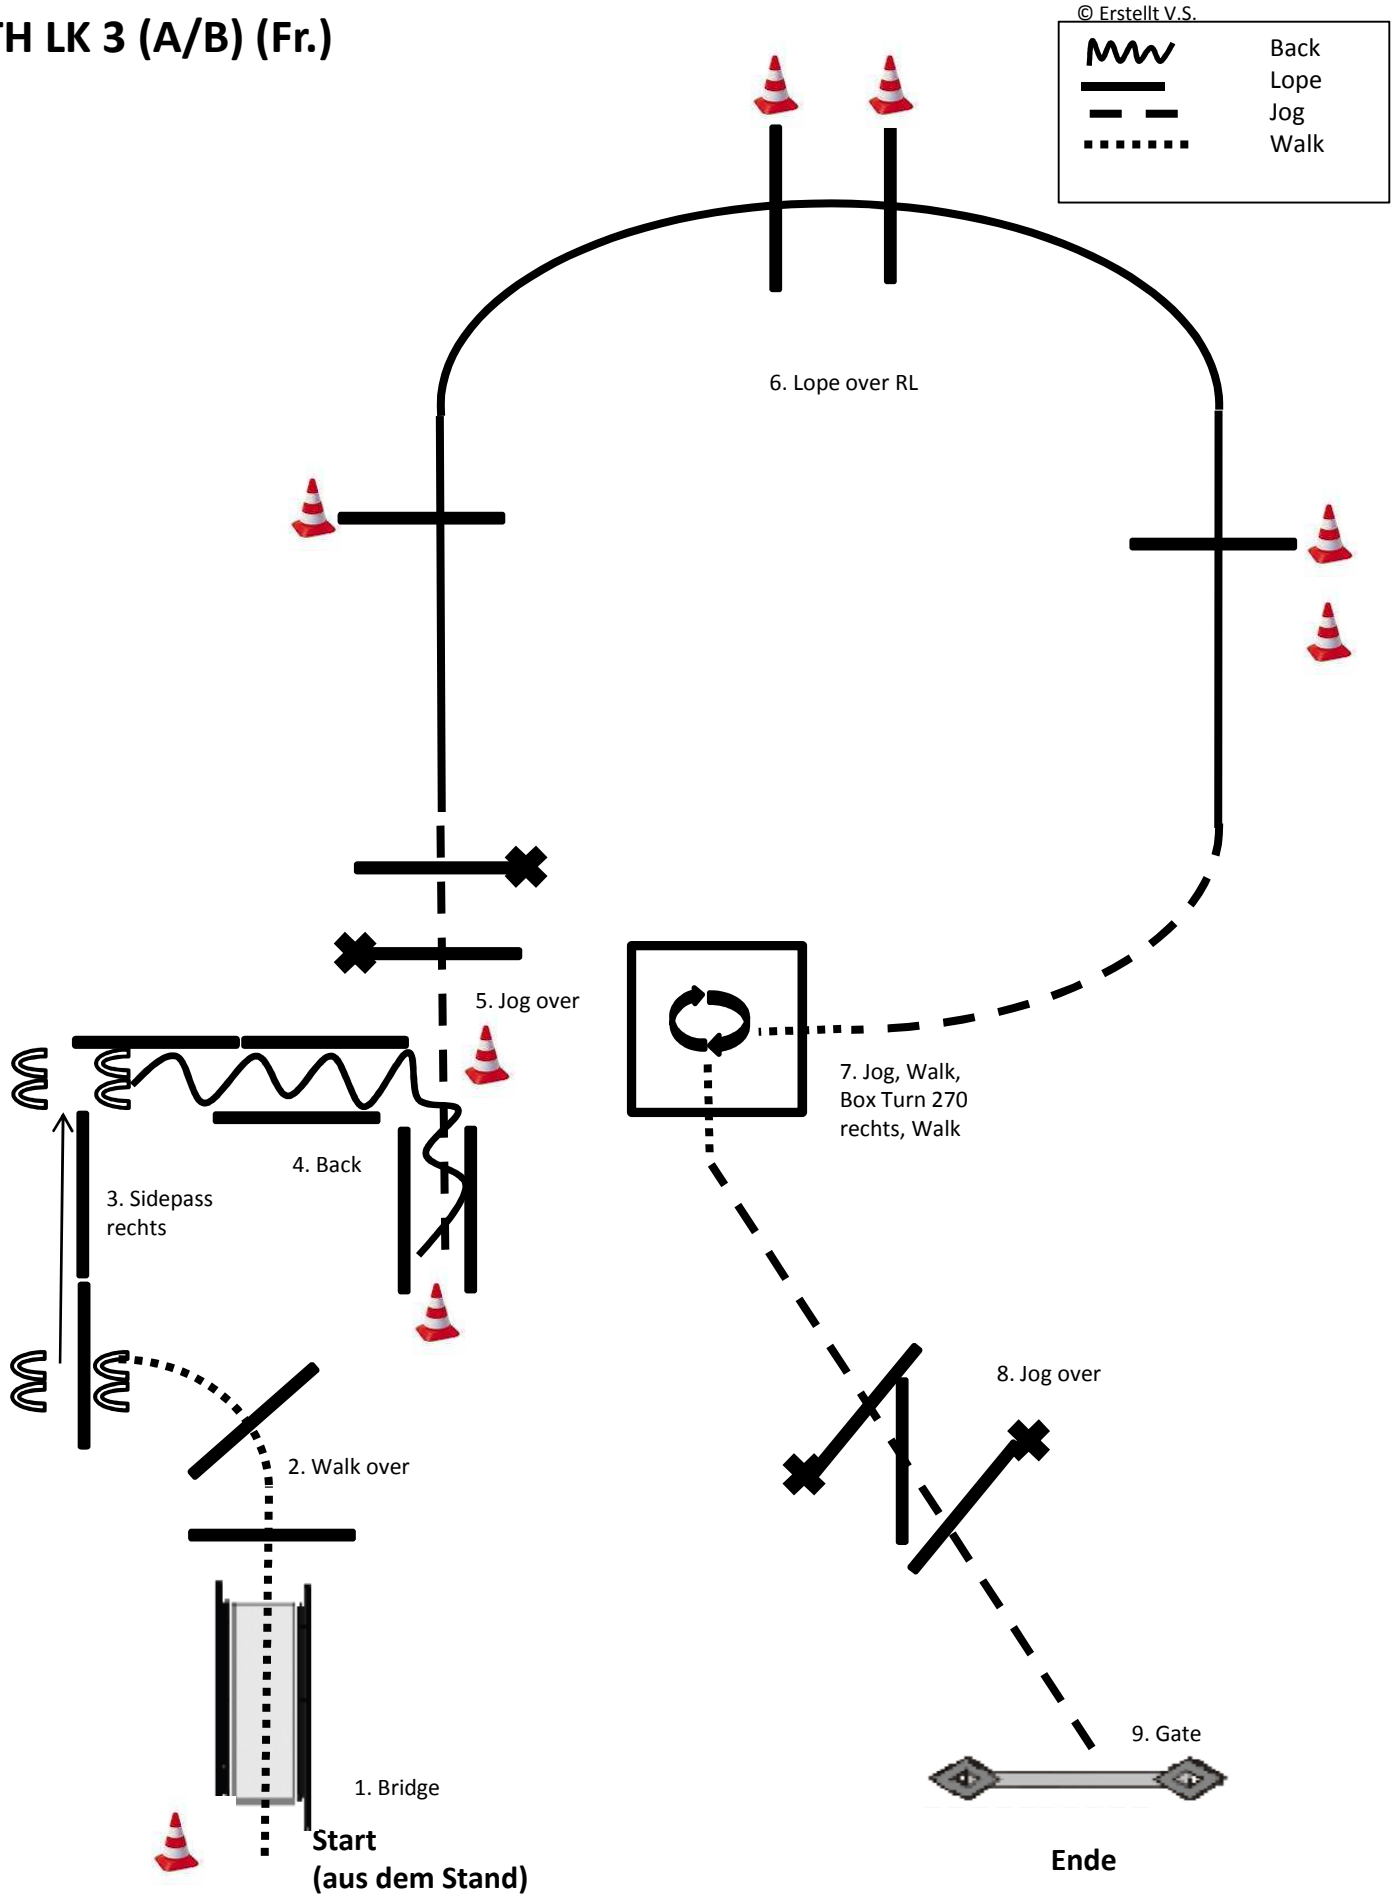 TH LK 3 (A/B) (Fr.)
© Erstellt V.S.
Back
Lope
Jog
Walk
6. Lope over RL
5. Jog over
7. Jog, Walk,
Box Turn 270
rechts, Walk
4. Back
3. Sidepass
rechts
8. Jog over
2. Walk over
9. Gate
1. Bridge
Start
(aus dem Stand)
Ende